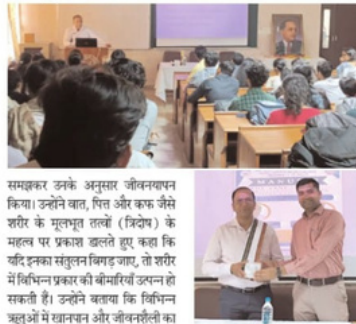 समझकर उनके अनुसार जीवनयापन
किया। उन्होंने वात, पित्त और कफ जैसे
शरीर के मूलभूत तत्वों (त्रिदोष) के
महत्व पर प्रकाश डालते हुए कहा कि
यदि इनका संतुलन बिगड़ जाए, तो शरीर
में विभिन्न प्रकार की बीमारियाँ उत्पन्न हो
सकती हैं। उन्होंने बताया कि विभिन्न
ऋतुओं में खानपान और जीवनशैली का